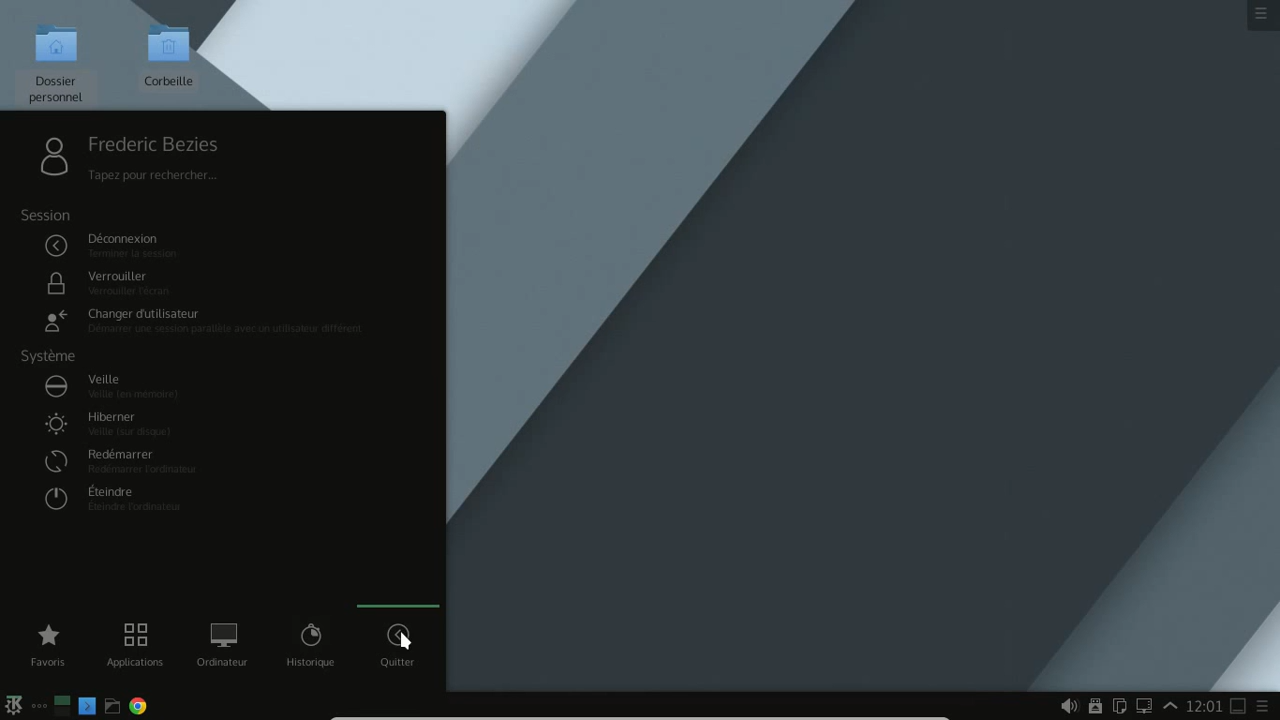 Dossier
personnel
Corbeille
Frederic Bezies
Tapez pour rechercher...
Session
Déconnexion
Terminer la session
Verrouiller
Verrouiller l'écran
Changer d'utilisateur
Démarrer une session parallèle avec un utilisateur différent
Système
Veille
Veille (en mémoire)
Hiberner
Veille (sur disque)
Redémarrer
Redémarrer l'ordinateur
Éteindre
Éteindre l'ordinateur
Favoris
Applications
Ordinateur
Historique
Quitter
12:01